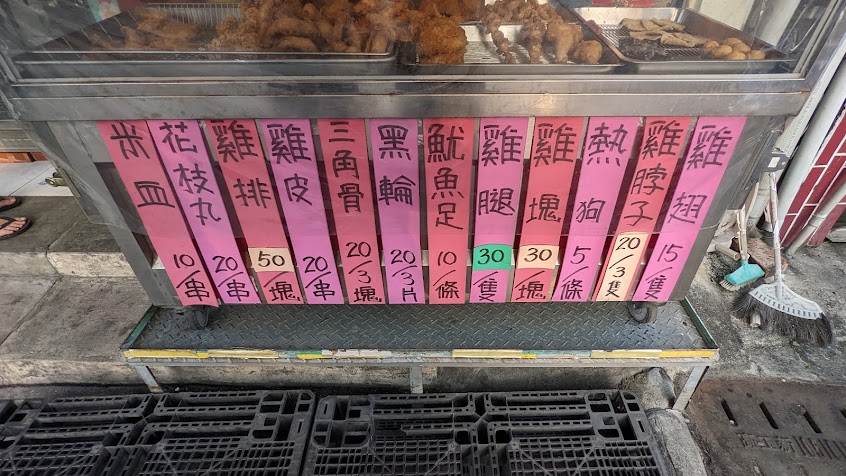 米血 10/串
花枝丸 20/串
雞排 50/塊
雞皮 20/串
三角骨 20/3塊
黑輪 20/3片
魷魚足 10/條
雞腿 30/隻
雞塊 30/塊
熱狗 5/條
雞脖子 20/3隻
雞翅 15/隻